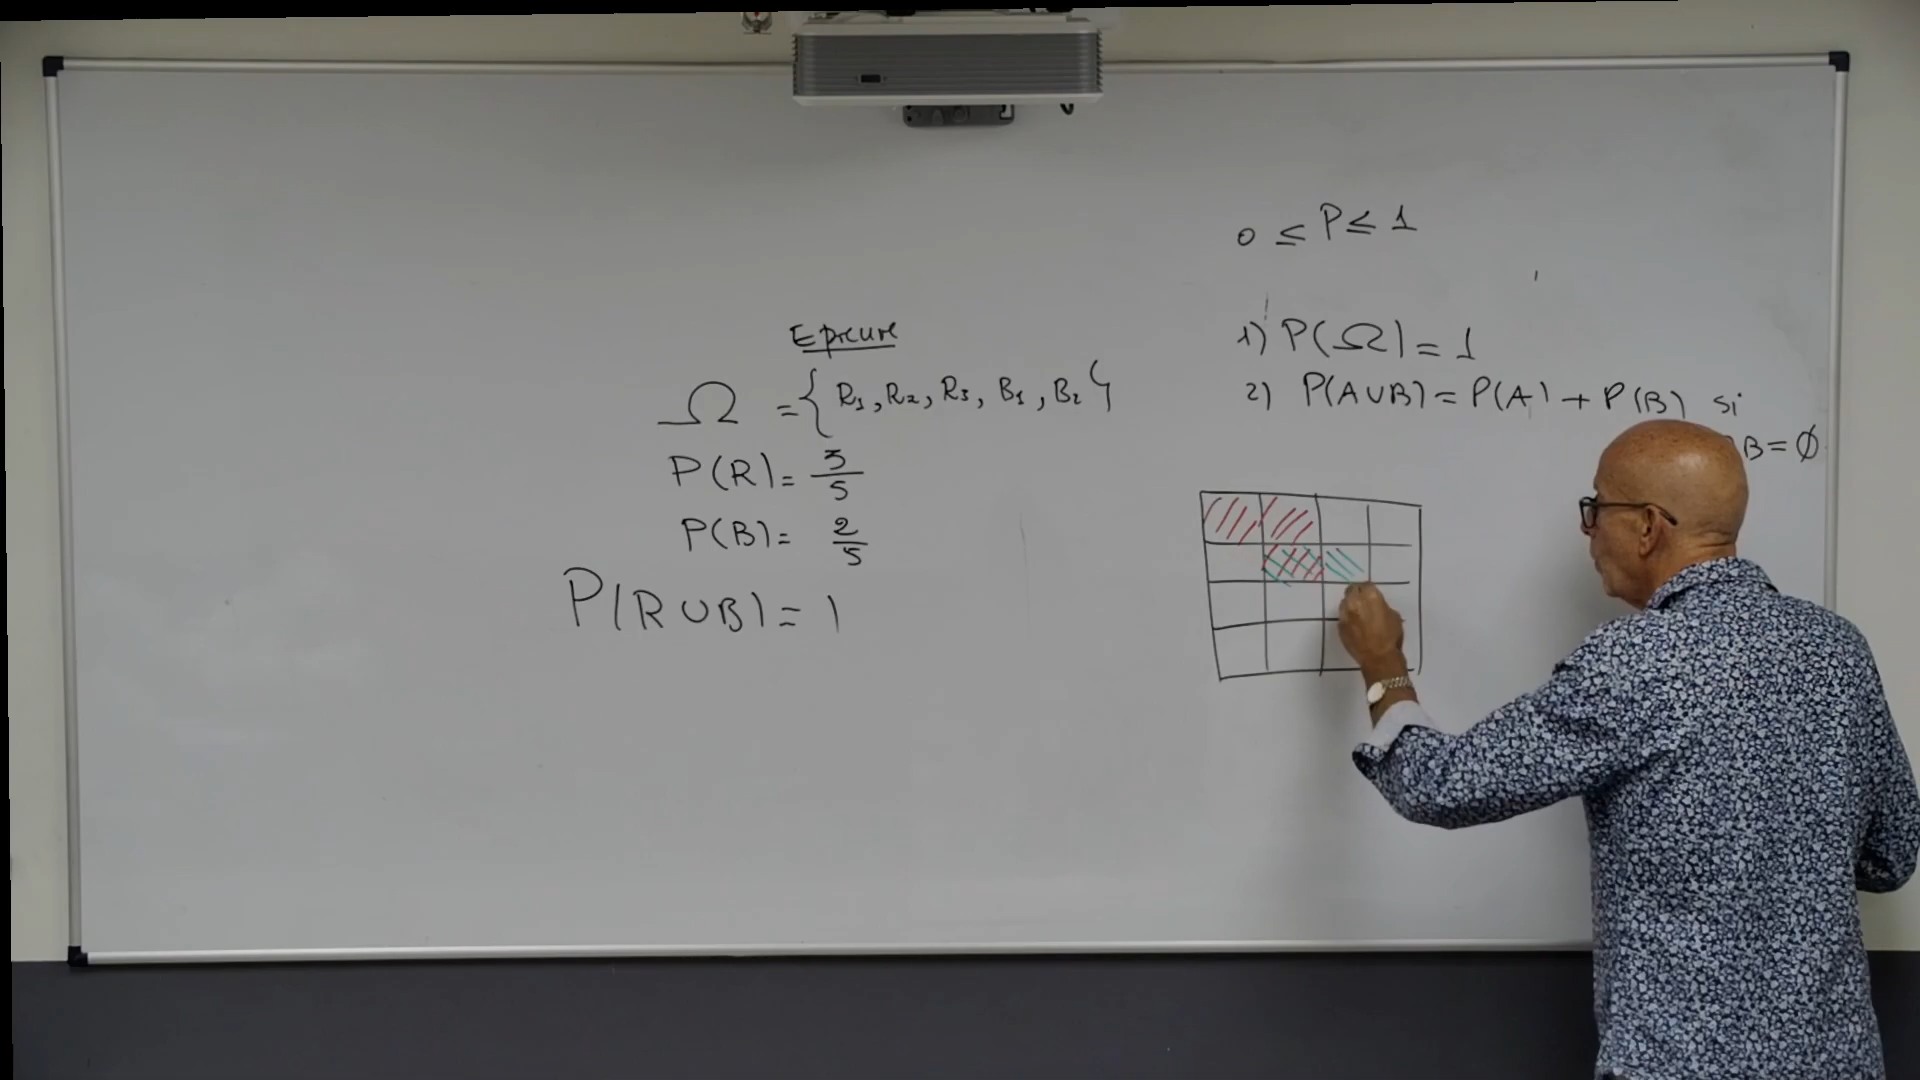 Epreuve
Ω = { R₁, R₂, R₃, B₁, B₂ }
P(R) = 3/5
P(B) = 2/5
P(R ∪ B) = 1
0 ≤ P ≤ 1
1) P(Ω) = 1
2) P(A ∪ B) = P(A) + P(B) si
B = ∅